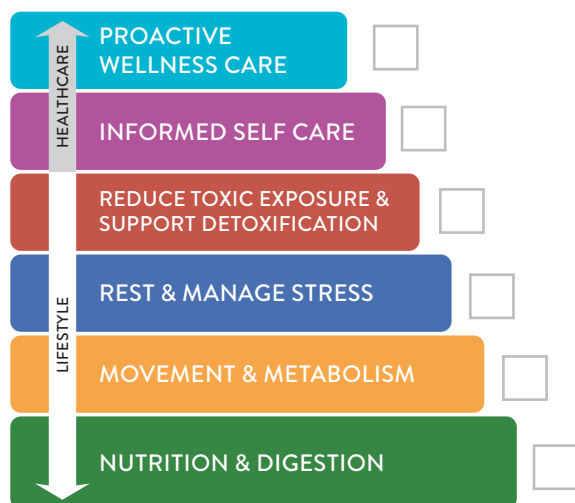 PROACTIVE
WELLNESS CARE
HEALTHCARE
INFORMED SELF CARE
REDUCE TOXIC EXPOSURE &
SUPPORT DETOXIFICATION
REST & MANAGE STRESS
LIFESTYLE
MOVEMENT & METABOLISM
NUTRITION & DIGESTION